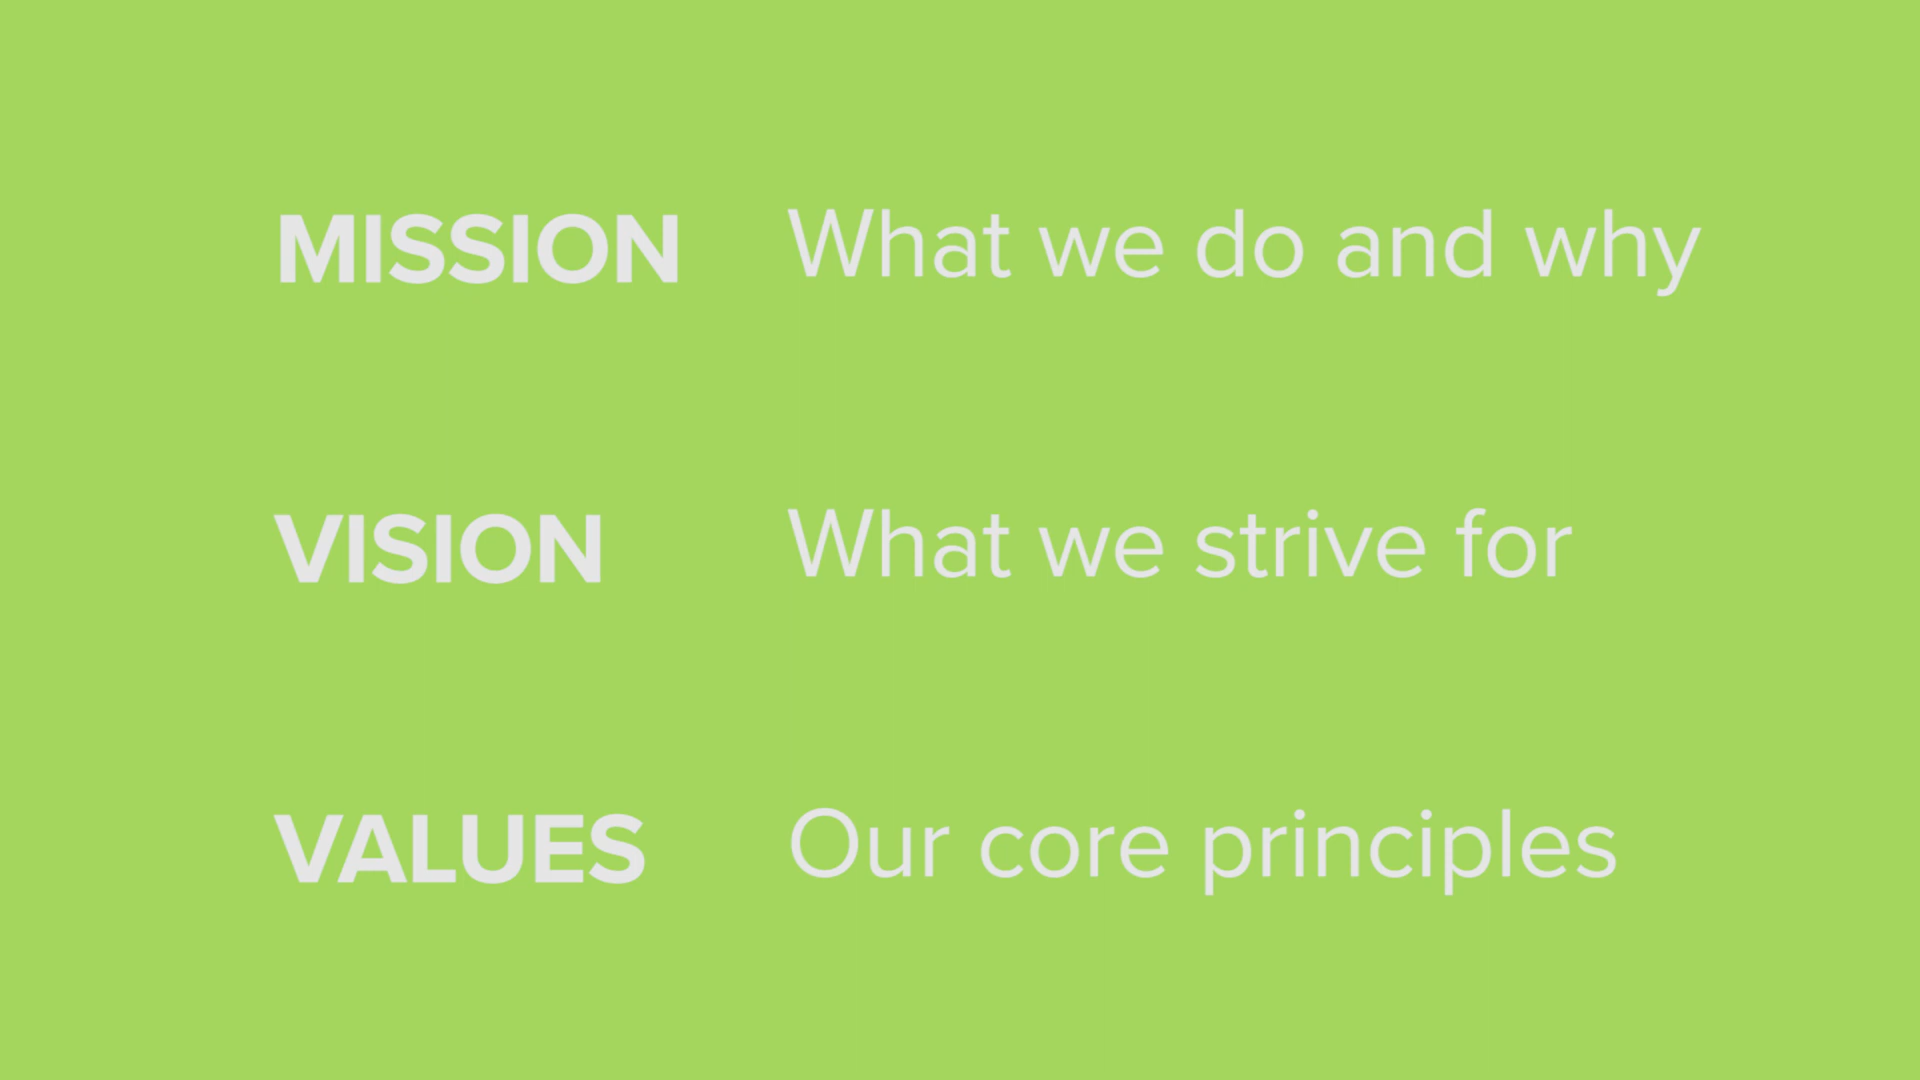 MISSION What we do and why
VISION What we strive for
VALUES Our core principles